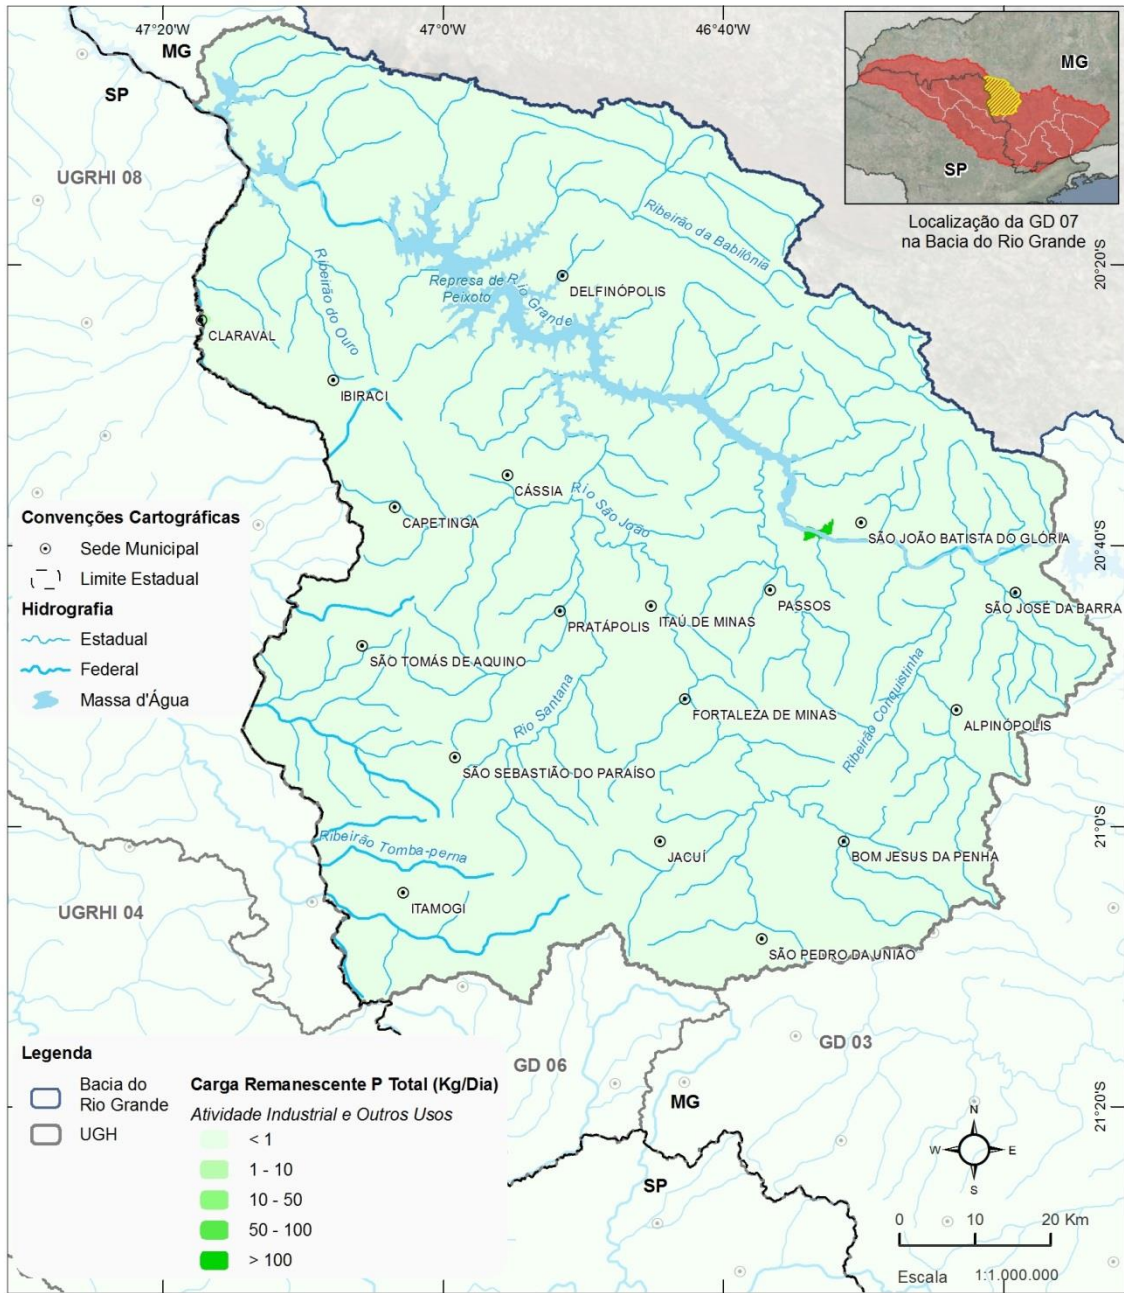 47°20'W
47°0'W
46°40'W
MG
SP
UGRHI 08
MG
SP
Localização da GD 07
na Bacia do Rio Grande
20°20'S
Ribeirão da Babilônia
Ribeirão do Ouro
Represa de
Peixoto
Rio Grande
DELFINÓPOLIS
CLARAVAL
IBIRACI
CÁSSIA
CAPETINGA
Rio São João
SÃO JOÃO BATISTA DO GLÓRIA
20°40'S
Convenções Cartográficas
Sede Municipal
Limite Estadual
Hidrografia
Estadual
Federal
Massa d'Água
PASSOS
SÃO JOSÉ DA BARRA
PRATÁPOLIS
ITAÚ DE MINAS
SÃO TOMÁS DE AQUINO
Rio Santana
Ribeirão Conquistinha
FORTALEZA DE MINAS
ALPINÓPOLIS
SÃO SEBASTIÃO DO PARAÍSO
21°0'S
Ribeirão Tomba-perna
JACUÍ
BOM JESUS DA PENHA
ITAMOGI
UGRHI 04
SÃO PEDRO DA UNIÃO
GD 06
GD 03
MG
SP
21°20'S
Legenda
Bacia do
Rio Grande
UGH
Carga Remanescente P Total (Kg/Dia)
Atividade Industrial e Outros Usos
< 1
1 - 10
10 - 50
50 - 100
> 100
N
W
E
S
0 10 20 Km
Escala 1:1.000.000